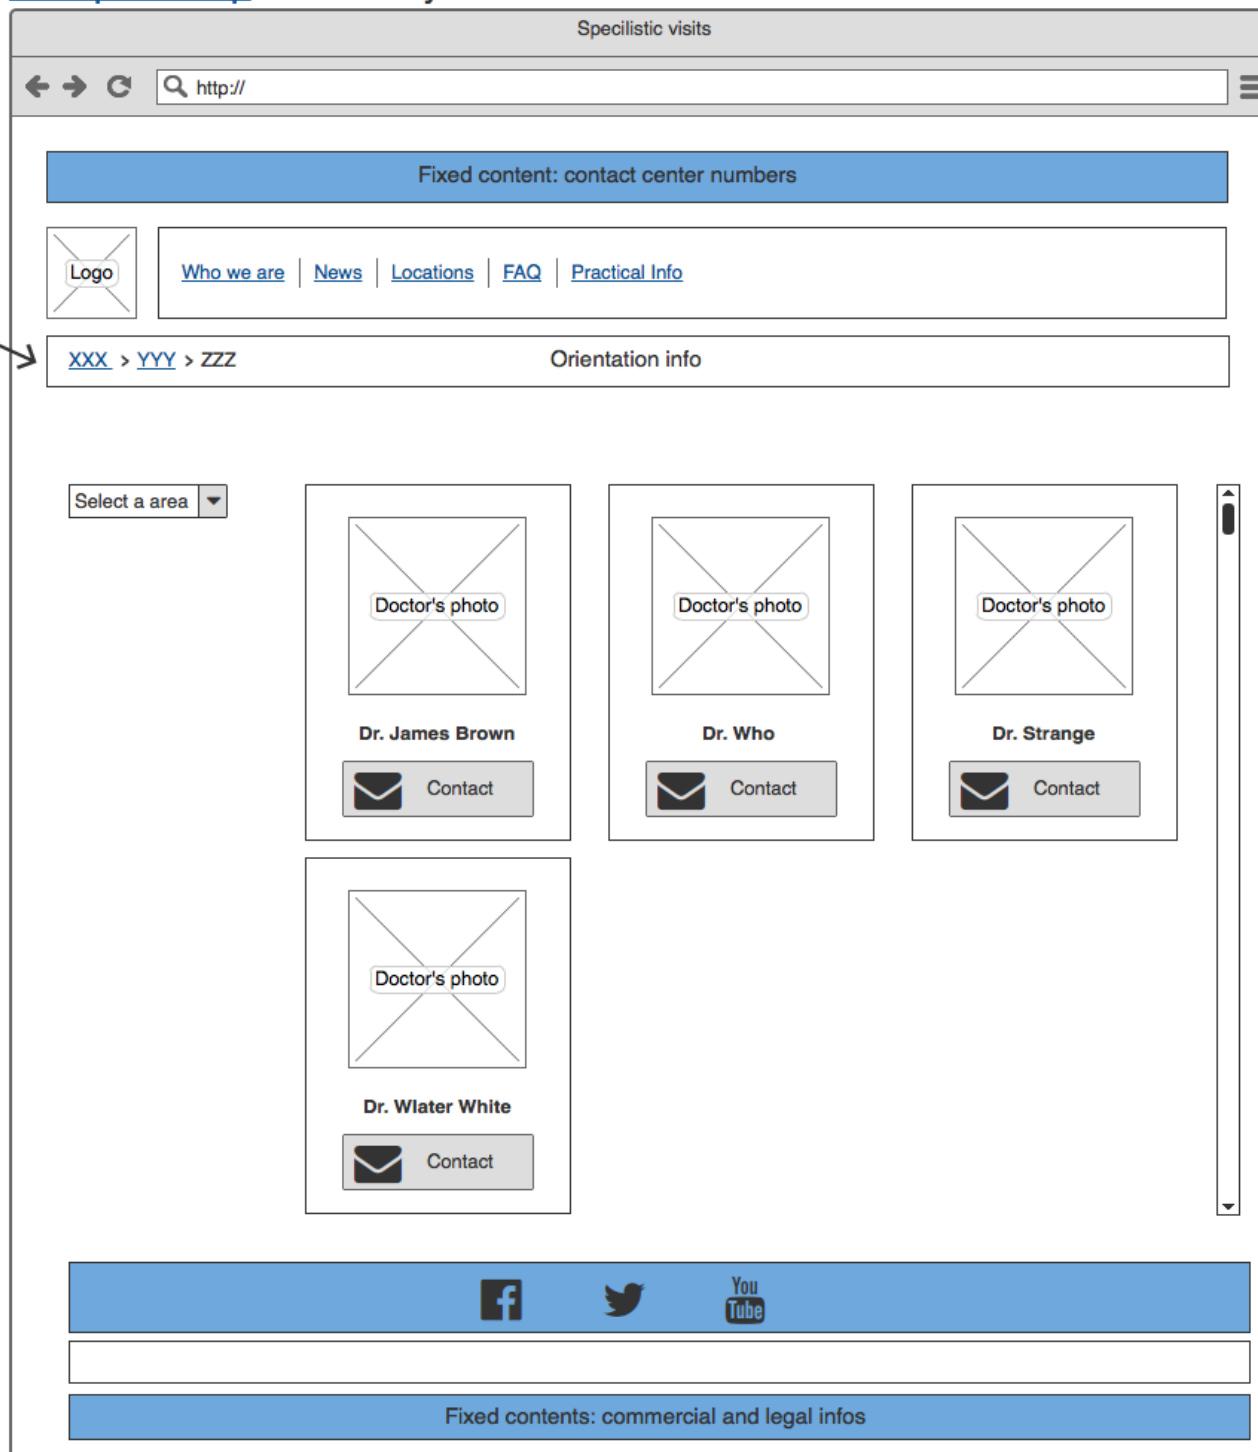 Specilistic visits
http://
Fixed content: contact center numbers
Logo
Who we are | News | Locations | FAQ | Practical Info
XXX > YYY > ZZZ Orientation info
Select a area
Doctor's photo Doctor's photo Doctor's photo
Dr. James Brown Dr. Who Dr. Strange
Contact Contact Contact
Doctor's photo
Dr. Wlater White
Contact
You
Tube
Fixed contents: commercial and legal infos